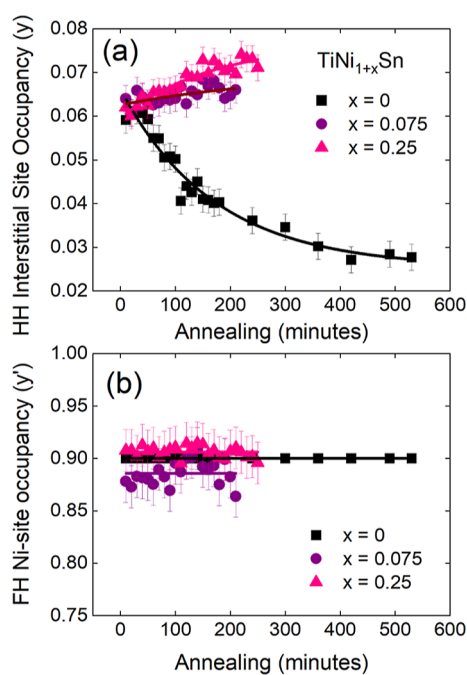 (a)
TiNi1+xSn
x = 0
x = 0.075
x = 0.25
0.08
0.07
0.06
0.05
0.04
0.03
0.02
HH Interstitial Site Occupancy (y)
0 100 200 300 400 500 600
Annealing (minutes)
(b)
1.00
0.95
0.90
0.85
0.80
0.75
FH Ni-site occupancy (y')
x = 0
x = 0.075
x = 0.25
0 100 200 300 400 500 600
Annealing (minutes)